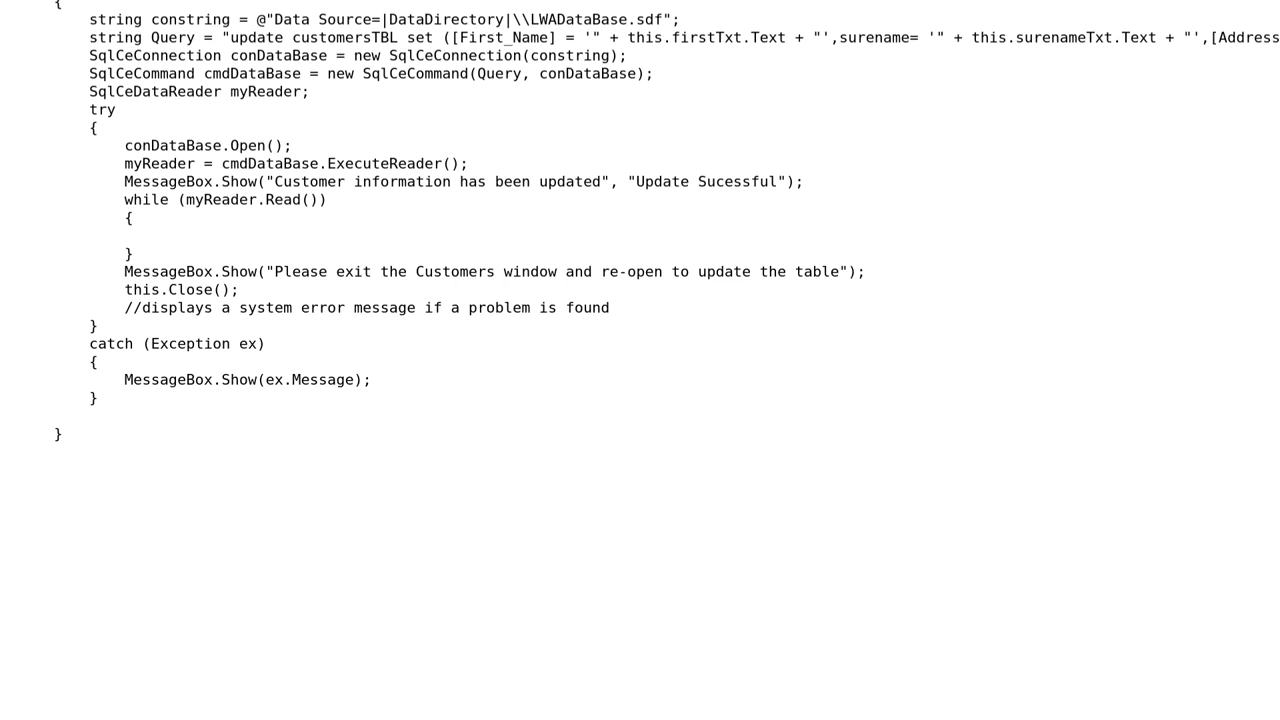 {
string constring = @"Data Source=|DataDirectory|\\LWADataBase.sdf";
string Query = "update customersTBL set ([First_Name] = '" + this.firstTxt.Text + "',surename= '" + this.surenameTxt.Text + "',[Address
SqlCeConnection conDataBase = new SqlCeConnection(constring);
SqlCeCommand cmdDataBase = new SqlCeCommand(Query, conDataBase);
SqlCeDataReader myReader;
try
{
conDataBase.Open();
myReader = cmdDataBase.ExecuteReader();
MessageBox.Show("Customer information has been updated", "Update Sucessful");
while (myReader.Read())
{
}
MessageBox.Show("Please exit the Customers window and re-open to update the table");
this.Close();
//displays a system error message if a problem is found
}
catch (Exception ex)
{
MessageBox.Show(ex.Message);
}
}